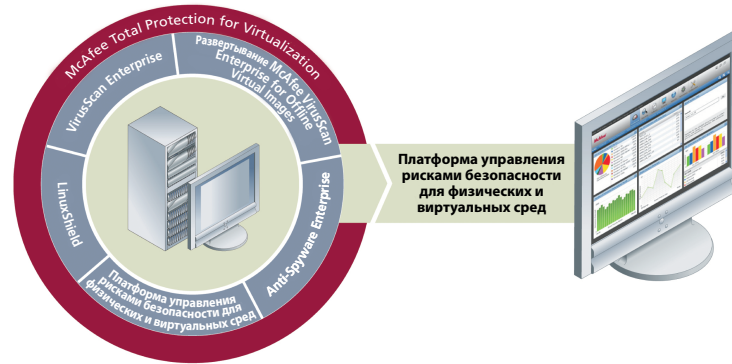 McAfee Total Protection for Virtualization
VirusScan Enterprise
Развертывание McAfee VirusScan
Enterprise for Offline
Virtual Images
LinuxShield
Anti-Spyware Enterprise
Платформа управления
рисками безопасности для
физических и виртуальных сред
Платформа управления
рисками безопасности
для физических и
виртуальных сред